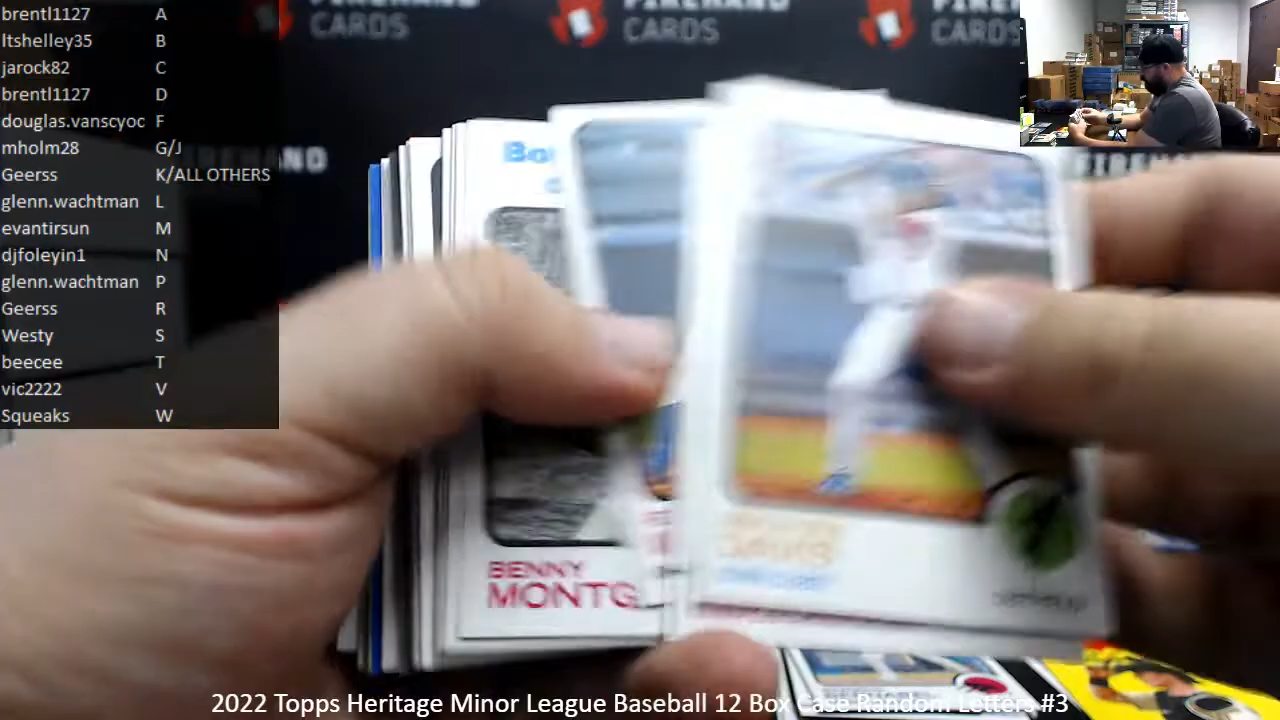 brentl1127 A
ltshelley35 B
jarock82 C
brentl1127 D
douglas.vanscyoc F
mholm28 G/J
Geerss K/ALL OTHERS
glenn.wachtman L
evantirsun M
djfoleyin1 N
glenn.wachtman P
Geerss R
Westy S
beecee T
vic2222 V
Squeaks W
FIREHAND
CARDS
CARDS
CARDS
BENNY
MONTG
2022 Topps Heritage Minor League Baseball 12 Box Case Random Letters #3